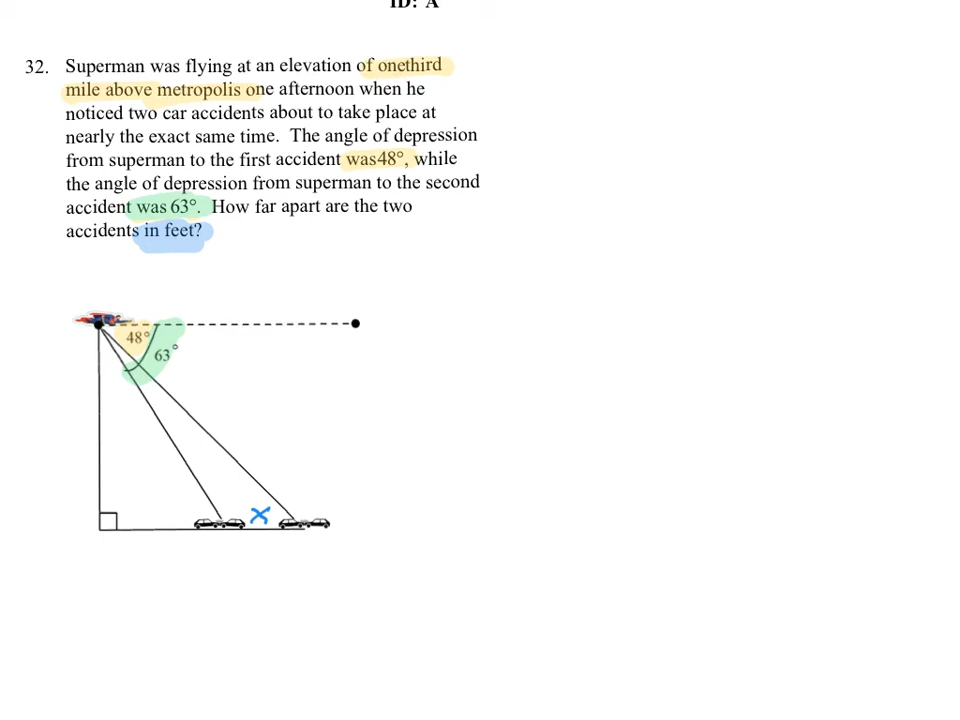 ID: A
32. Superman was flying at an elevation of onethird
mile above metropolis one afternoon when he
noticed two car accidents about to take place at
nearly the exact same time. The angle of depression
from superman to the first accident was48°, while
the angle of depression from superman to the second
accident was 63°. How far apart are the two
accidents in feet?
48°
63°
x